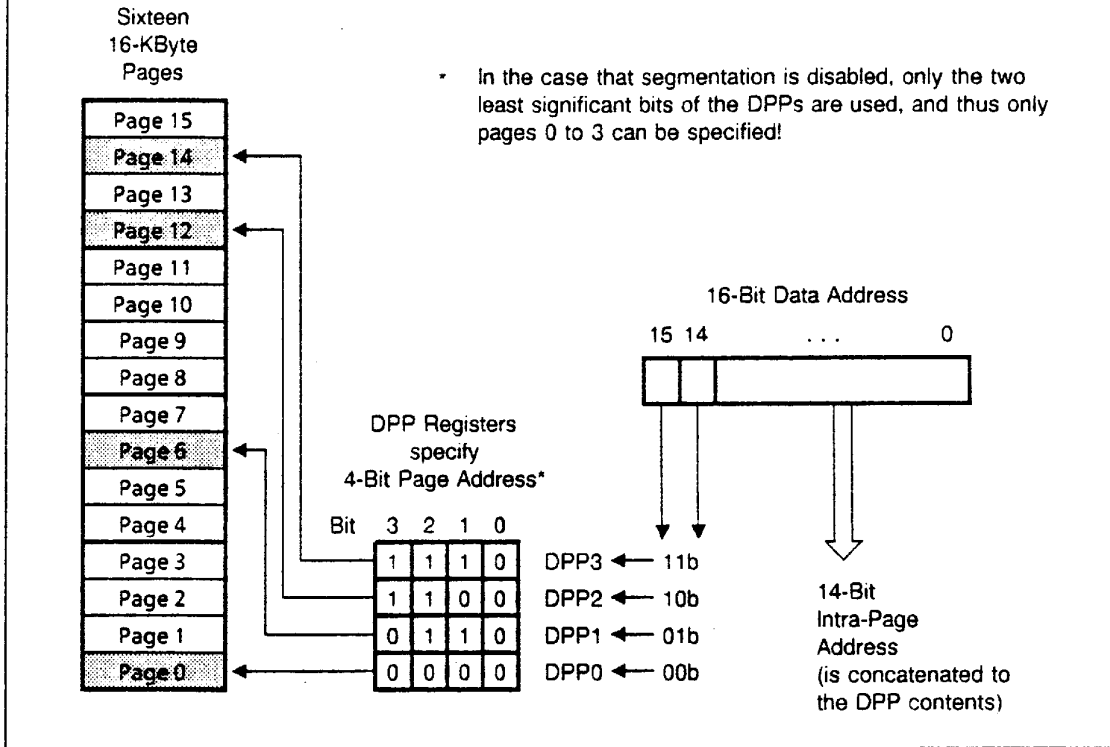 Sixteen
16-KByte
Pages
* In the case that segmentation is disabled, only the two
least significant bits of the DPPs are used, and thus only
pages 0 to 3 can be specified!
Page 15
Page 14
Page 13
Page 12
Page 11
Page 10
Page 9
Page 8
Page 7
Page 6
Page 5
Page 4
Page 3
Page 2
Page 1
Page 0
16-Bit Data Address
15 14 ... 0
DPP Registers
specify
4-Bit Page Address*
Bit 3 2 1 0
1 1 1 0 DPP3 11b
1 1 0 0 DPP2 10b
0 1 1 0 DPP1 01b
0 0 0 0 DPP0 00b
14-Bit
Intra-Page
Address
(is concatenated to
the DPP contents)